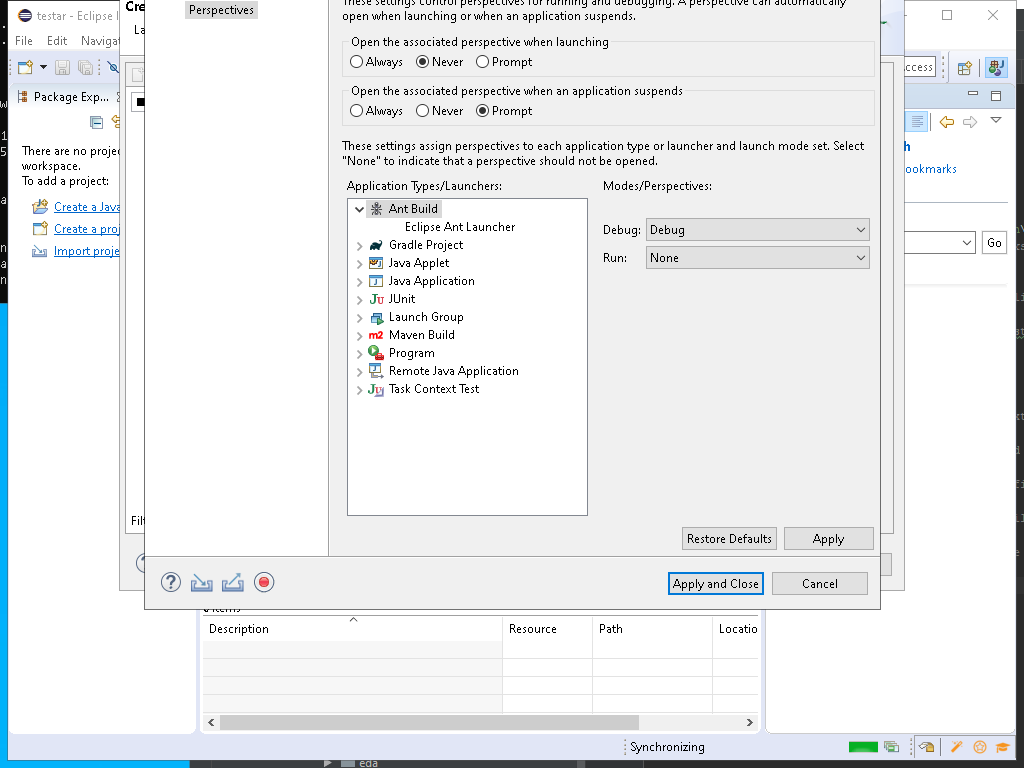 testar - Eclipse I
Cre
Perspectives
These settings control perspectives for running and debugging. A perspective can automatically
open when launching or when an application suspends.
File Edit Navigat
La
Open the associated perspective when launching
Always Never Prompt
ccess
Package Exp...
Open the associated perspective when an application suspends
Always Never Prompt
There are no projec
workspace.
To add a project:
These settings assign perspectives to each application type or launcher and launch mode set. Select
"None" to indicate that a perspective should not be opened.
h
ookmarks
Application Types/Launchers:
Modes/Perspectives:
Create a Java
Create a proj
Import proje
Ant Build
Eclipse Ant Launcher
Gradle Project
Java Applet
Java Application
JUnit
Launch Group
Maven Build
Program
Remote Java Application
Task Context Test
Debug: Debug
Run: None
Go
Filt
Restore Defaults Apply
Apply and Close Cancel
Items
Description Resource Path Locatio
Synchronizing
eda